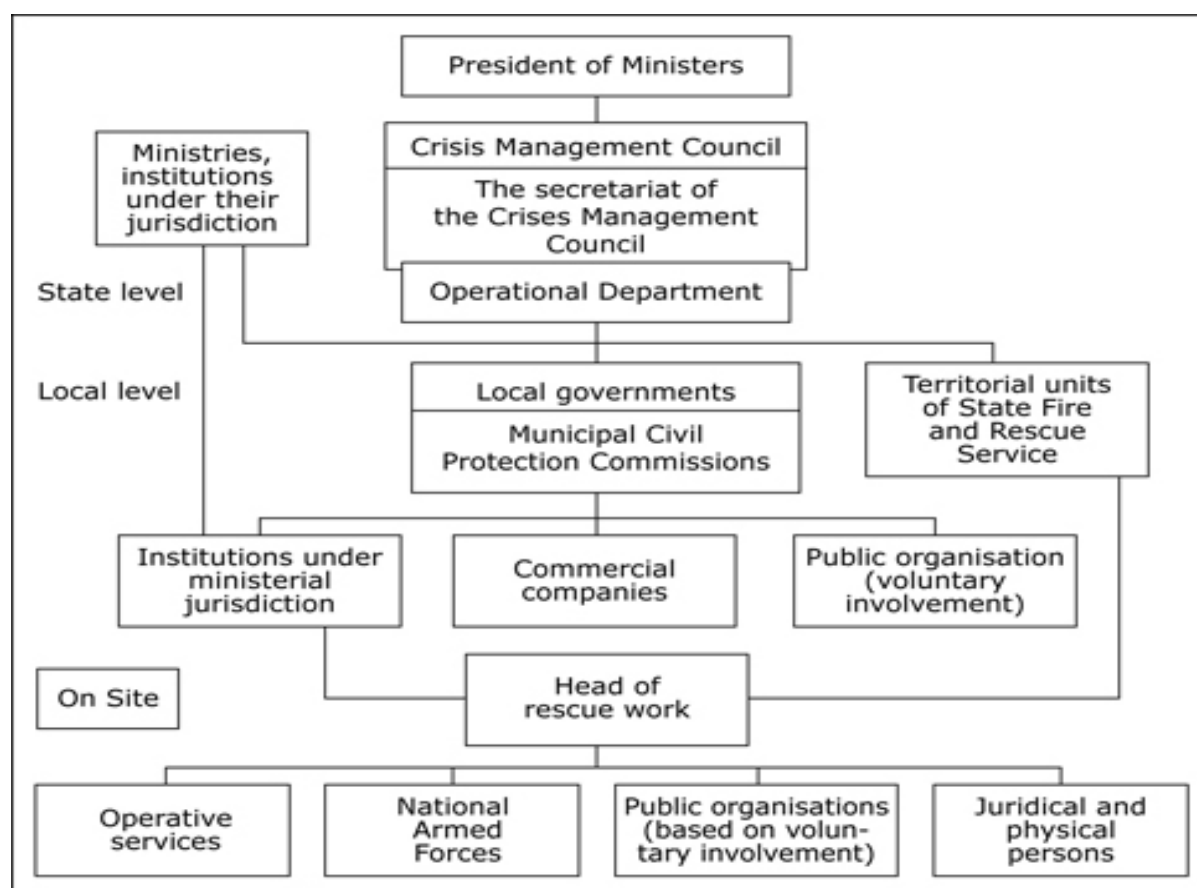 President of Ministers
Ministries,
institutions
under their
jurisdiction
Crisis Management Council
The secretariat of
the Crises Management
Council
State level
Operational Department
Local level
Local governments
Municipal Civil
Protection Commissions
Territorial units
of State Fire
and Rescue
Service
Institutions under
ministerial
jurisdiction
Commercial
companies
Public organisation
(voluntary
involvement)
On Site
Head of
rescue work
Operative
services
National
Armed
Forces
Public organisations
(based on volun-
tary involvement)
Juridical and
physical
persons